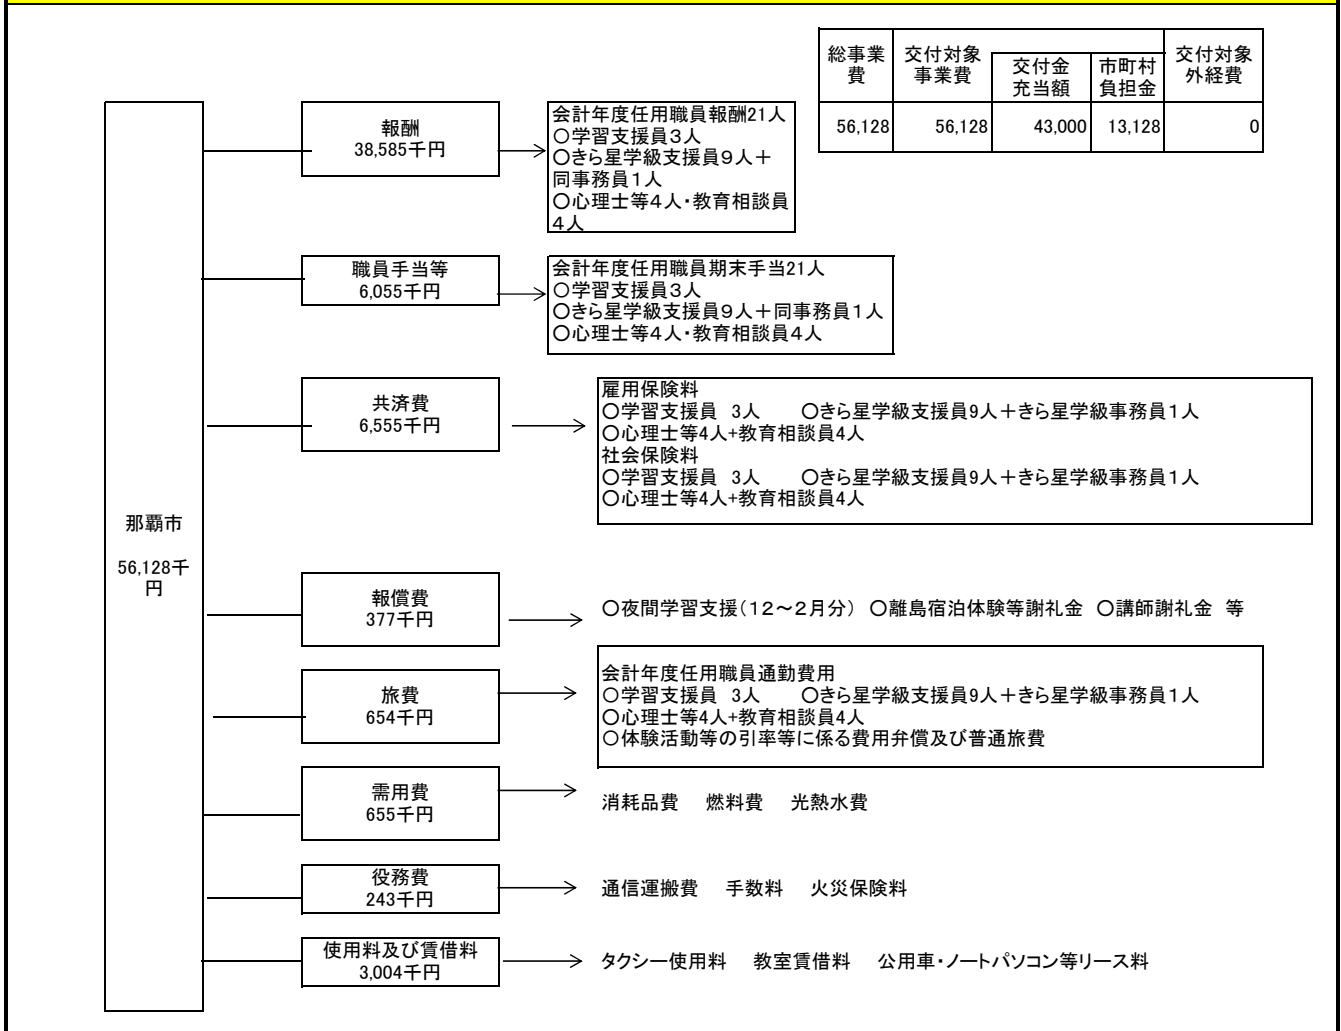 総事業
費
交付対象
事業費
交付金
充当額
市町村
負担金
交付対象
外経費
56,128
56,128
43,000
13,128
0
那覇市
56,128千
円
報酬
38,585千円
会計年度任用職員報酬21人
○学習支援員３人
○きら星学級支援員９人＋
同事務員１人
○心理士等４人・教育相談員
４人
職員手当等
6,055千円
会計年度任用職員期末手当21人
○学習支援員３人
○きら星学級支援員９人＋同事務員１人
○心理士等４人・教育相談員４人
共済費
6,555千円
雇用保険料
○学習支援員　3人　　○きら星学級支援員9人＋きら星学級事務員１人
○心理士等4人+教育相談員4人
社会保険料
○学習支援員　3人　　○きら星学級支援員9人＋きら星学級事務員１人
○心理士等4人+教育相談員4人
報償費
377千円
○夜間学習支援（１２～２月分）　○離島宿泊体験等謝礼金　○講師謝礼金　等
旅費
654千円
会計年度任用職員通勤費用
○学習支援員　3人　　○きら星学級支援員9人＋きら星学級事務員１人
○心理士等4人+教育相談員4人
○体験活動等の引率等に係る費用弁償及び普通旅費
需用費
655千円
消耗品費　燃料費　光熱水費
役務費
243千円
通信運搬費　手数料　火災保険料
使用料及び賃借料
3,004千円
タクシー使用料　教室賃借料　公用車・ノートパソコン等リース料